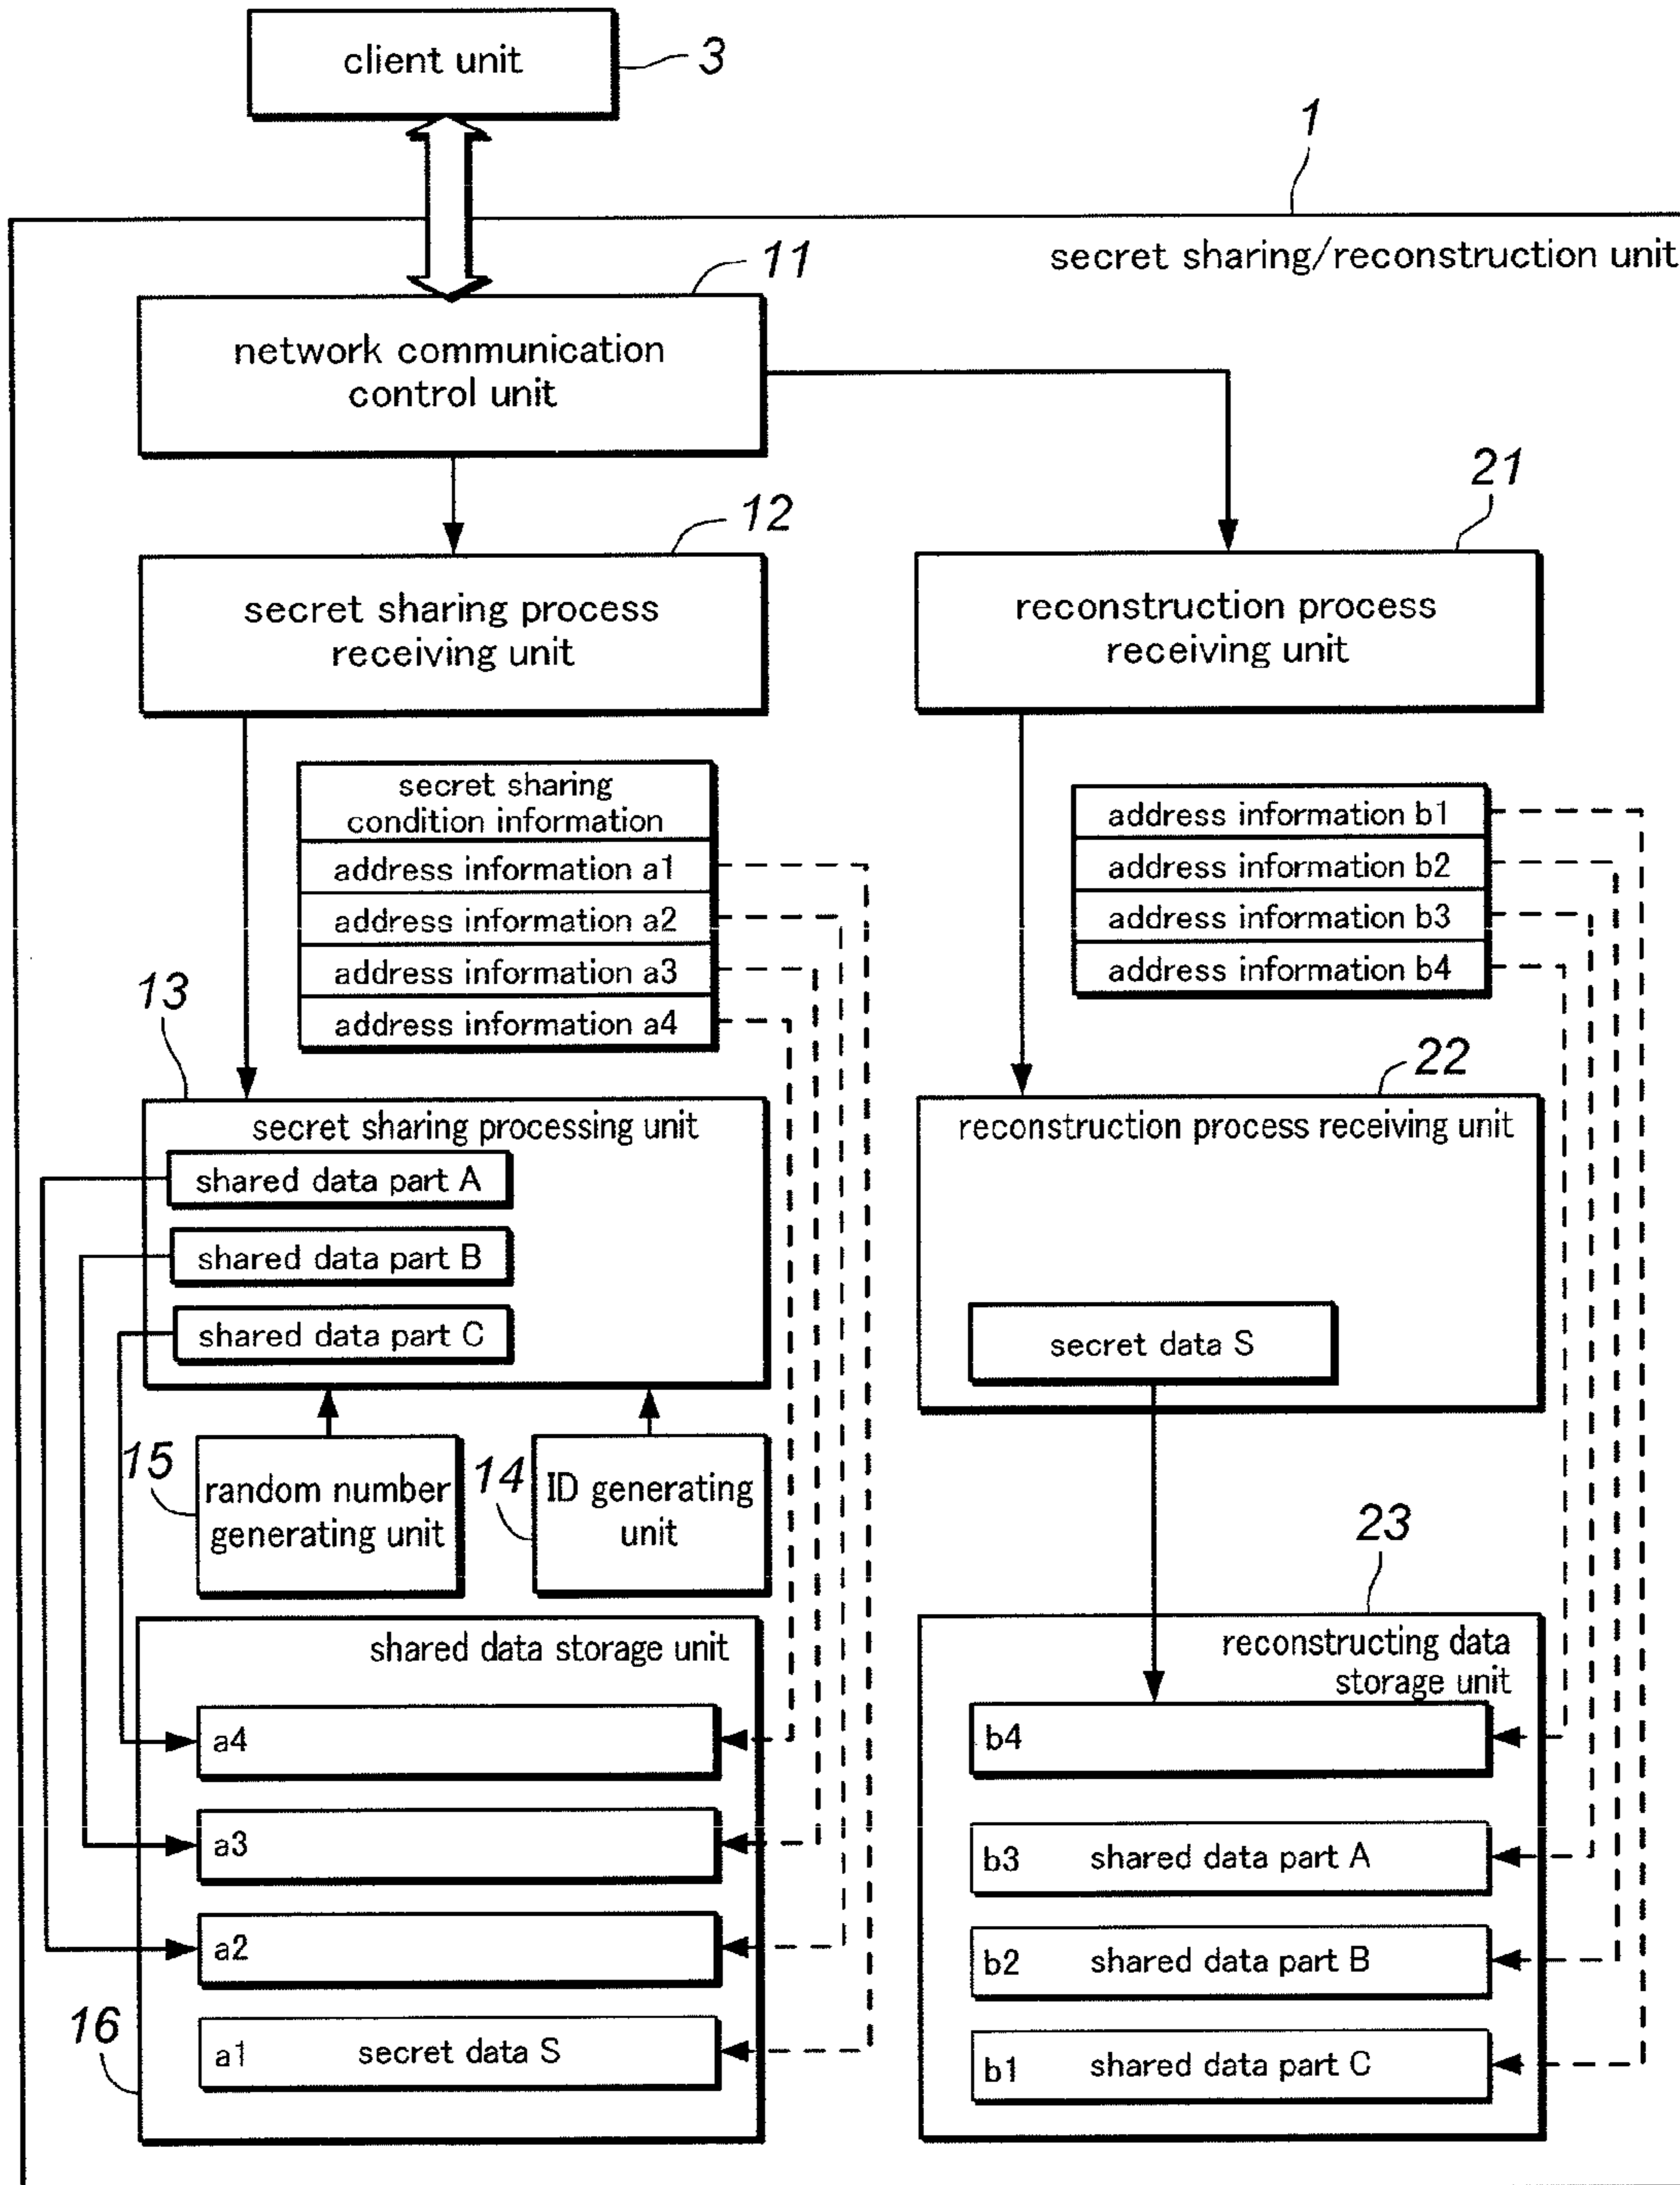 client unit
3
1
secret sharing/reconstruction unit
11
network communication
control unit
12
secret sharing process
receiving unit
21
reconstruction process
receiving unit
secret sharing
condition information
address information a1
address information a2
address information a3
address information a4
address information b1
address information b2
address information b3
address information b4
13
secret sharing processing unit
shared data part A
shared data part B
shared data part C
22
reconstruction process receiving unit
secret data S
15
random number
generating unit
14
ID generating
unit
16
shared data storage unit
a4
a3
a2
a1 secret data S
23
reconstructing data
storage unit
b4
b3 shared data part A
b2 shared data part B
b1 shared data part C